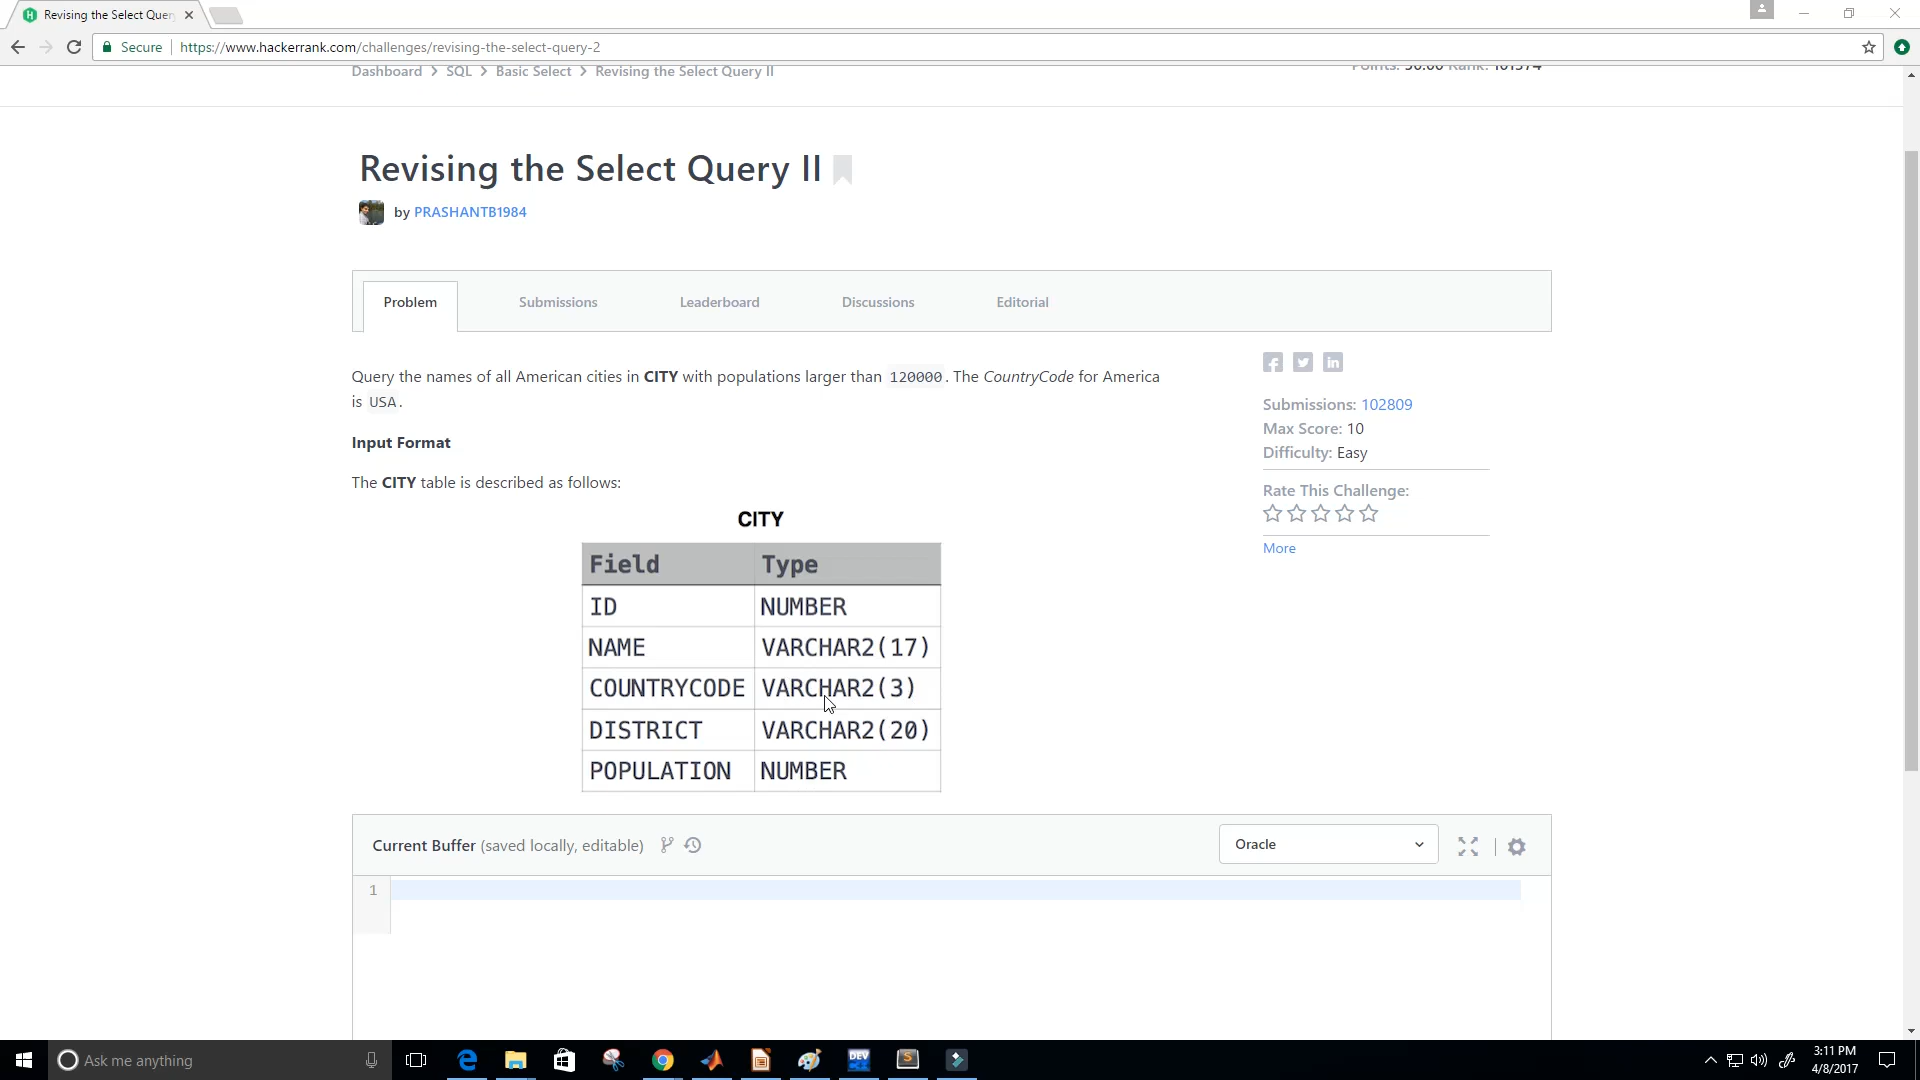 Revising the Select Quer
Secure https://www.hackerrank.com/challenges/revising-the-select-query-2
Dashboard > SQL > Basic Select > Revising the Select Query II
Revising the Select Query II
by PRASHANTB1984
Problem Submissions Leaderboard Discussions Editorial
Query the names of all American cities in CITY with populations larger than 120000. The CountryCode for America
is USA.
Input Format
The CITY table is described as follows:
CITY
Field Type
ID NUMBER
NAME VARCHAR2(17)
COUNTRYCODE VARCHAR2(3)
DISTRICT VARCHAR2(20)
POPULATION NUMBER
Submissions: 102809
Max Score: 10
Difficulty: Easy
Rate This Challenge:
More
Current Buffer (saved locally, editable)
Oracle
1
Ask me anything
DEV
3:11 PM
4/8/2017